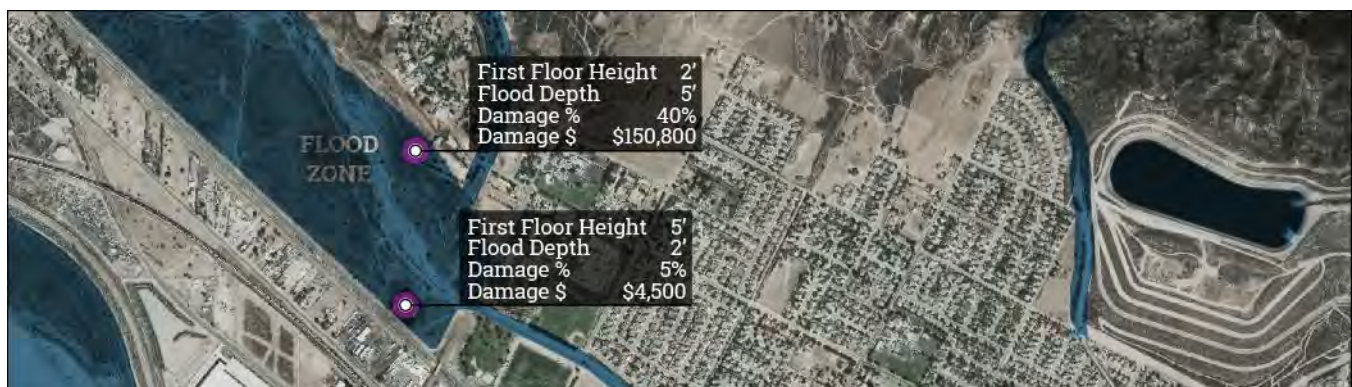 First Floor Height 2'
Flood Depth 5'
Damage % 40%
Damage $ $150,800
FLOOD
ZONE
First Floor Height 5'
Flood Depth 2'
Damage % 5%
Damage $ $4,500